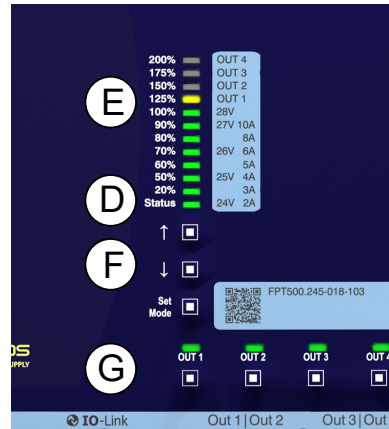 200% OUT 4
175% OUT 3
150% OUT 2
E
125% OUT 1
100% 28V
90% 27V 10A
80% 8A
70% 26V 6A
60% 5A
50% 25V 4A
20% 3A
D
Status 24V 2A
↑
F
↓
Set
Mode
FPT500.245-018-103
OUT 1 OUT 2 OUT 3 OUT 4
G
SUPPLY
IO-Link Out 1|Out 2 Out 3|Out